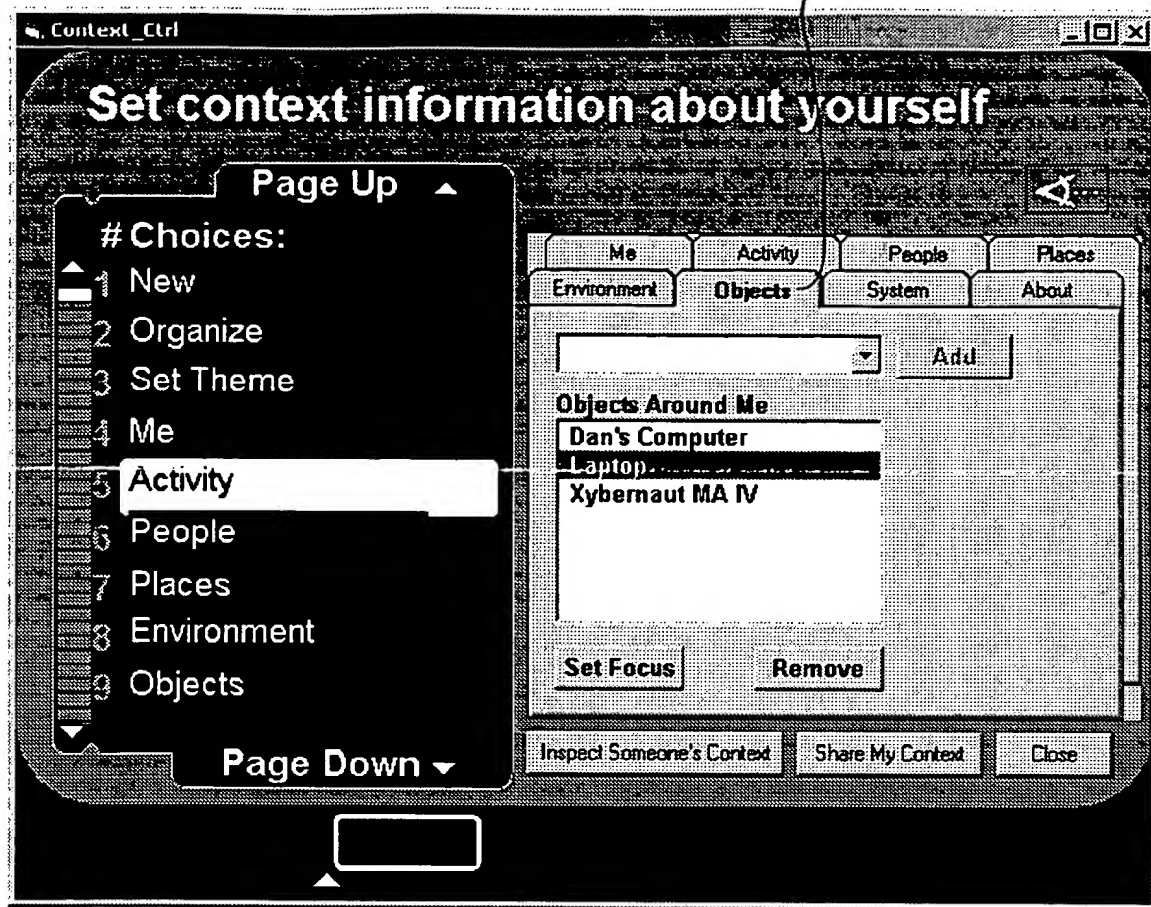 Context_Ctrl
Set context information about yourself
Page Up
# Choices:
1 New
2 Organize
3 Set Theme
4 Me
5 Activity
6 People
7 Places
8 Environment
9 Objects
Page Down
Me Activity People Places
Environment Objects System About
Add
Objects Around Me
Dan's Computer
Laptop
Xybernaut MA IV
Set Focus Remove
Inspect Someone's Context Share My Context Close